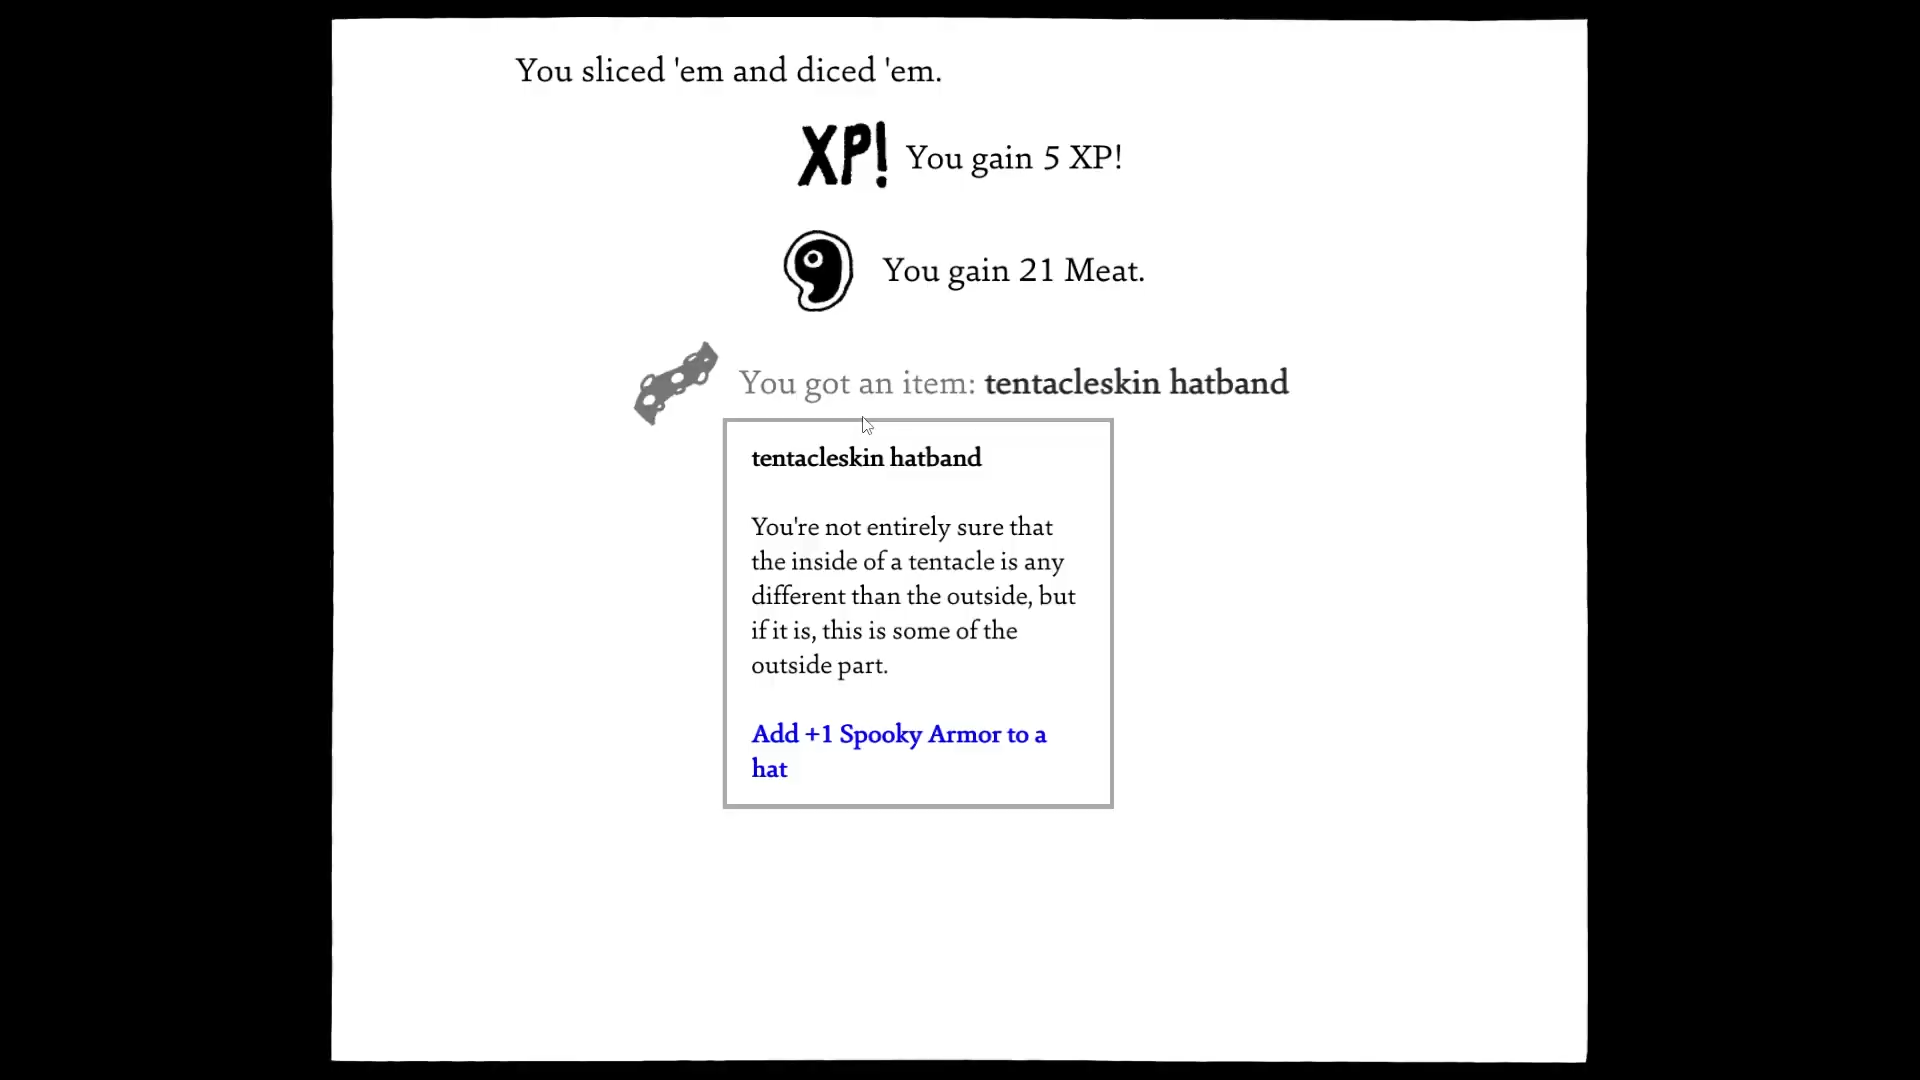 You sliced 'em and diced 'em.
XP! You gain 5 XP!
You gain 21 Meat.
You got an item: tentacleskin hatband
tentacleskin hatband
You're not entirely sure that
the inside of a tentacle is any
different than the outside, but
if it is, this is some of the
outside part.
Add +1 Spooky Armor to a
hat